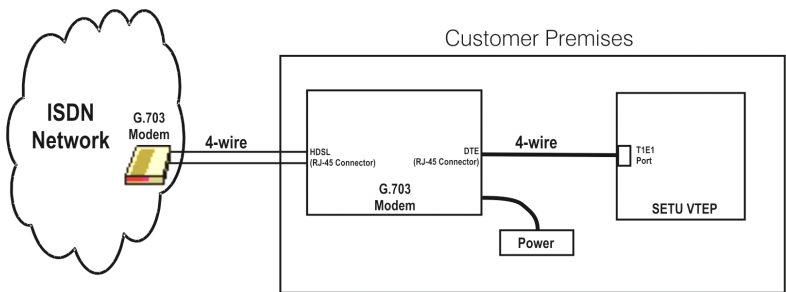 Customer Premises
ISDN
Network
G.703
Modem
4-wire
HDSL
(RJ-45 Connector)
DTE
(RJ-45 Connector)
G.703
Modem
4-wire
T1E1
Port
SETU VTEP
Power